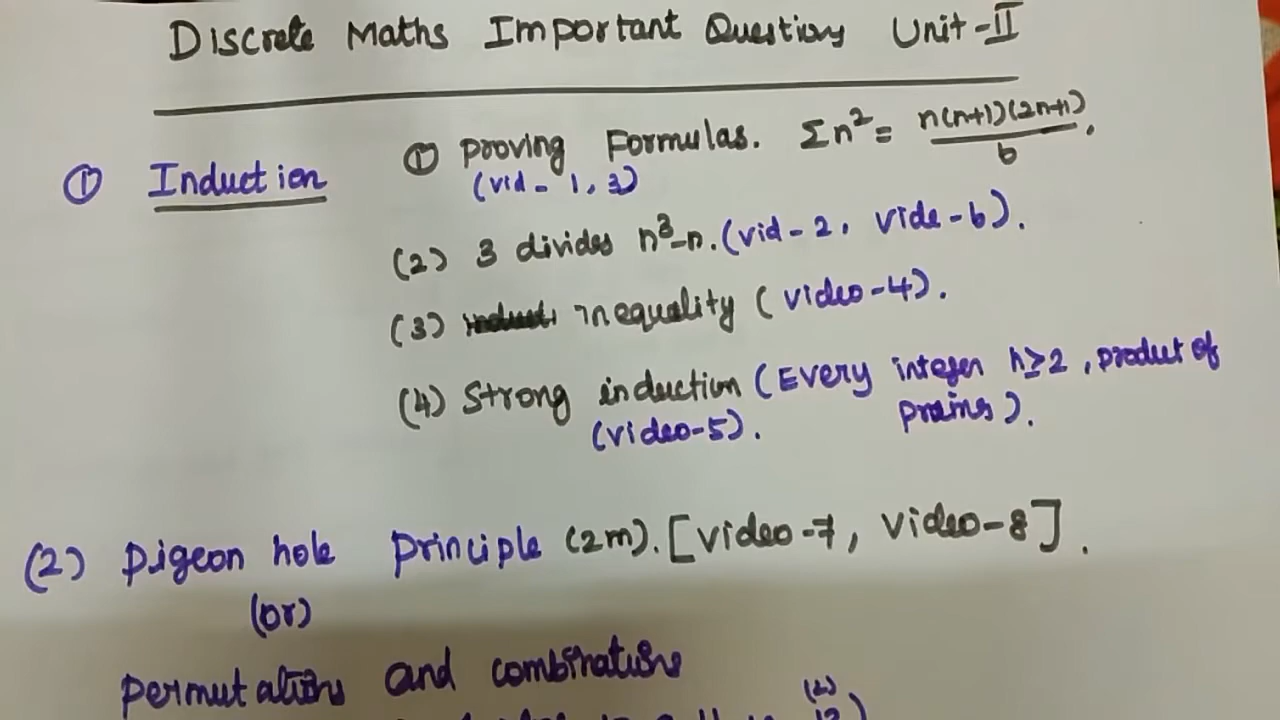 Discrete Maths Important Questions Unit-II
① Induction
① Proving Formulas. Σn² = n(n+1)(2n+1)/6.
(vid- 1, 3)
(2) 3 divides n³-n. (vid-2, vide-6).
(3) inequality (video-4).
(4) Strong induction (Every integer n≥2, product of
(video-5). primes).
(2) pigeon hole principle (2m). [video-7, video-8].
(or)
permutations and combinations